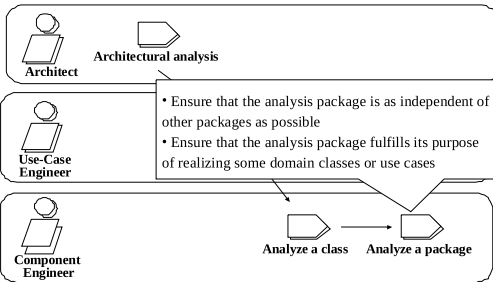 Architect
Architectural analysis
• Ensure that the analysis package is as independent of
other packages as possible
• Ensure that the analysis package fulfills its purpose
of realizing some domain classes or use cases
Use-Case
Engineer
Component
Engineer
Analyze a class
Analyze a package